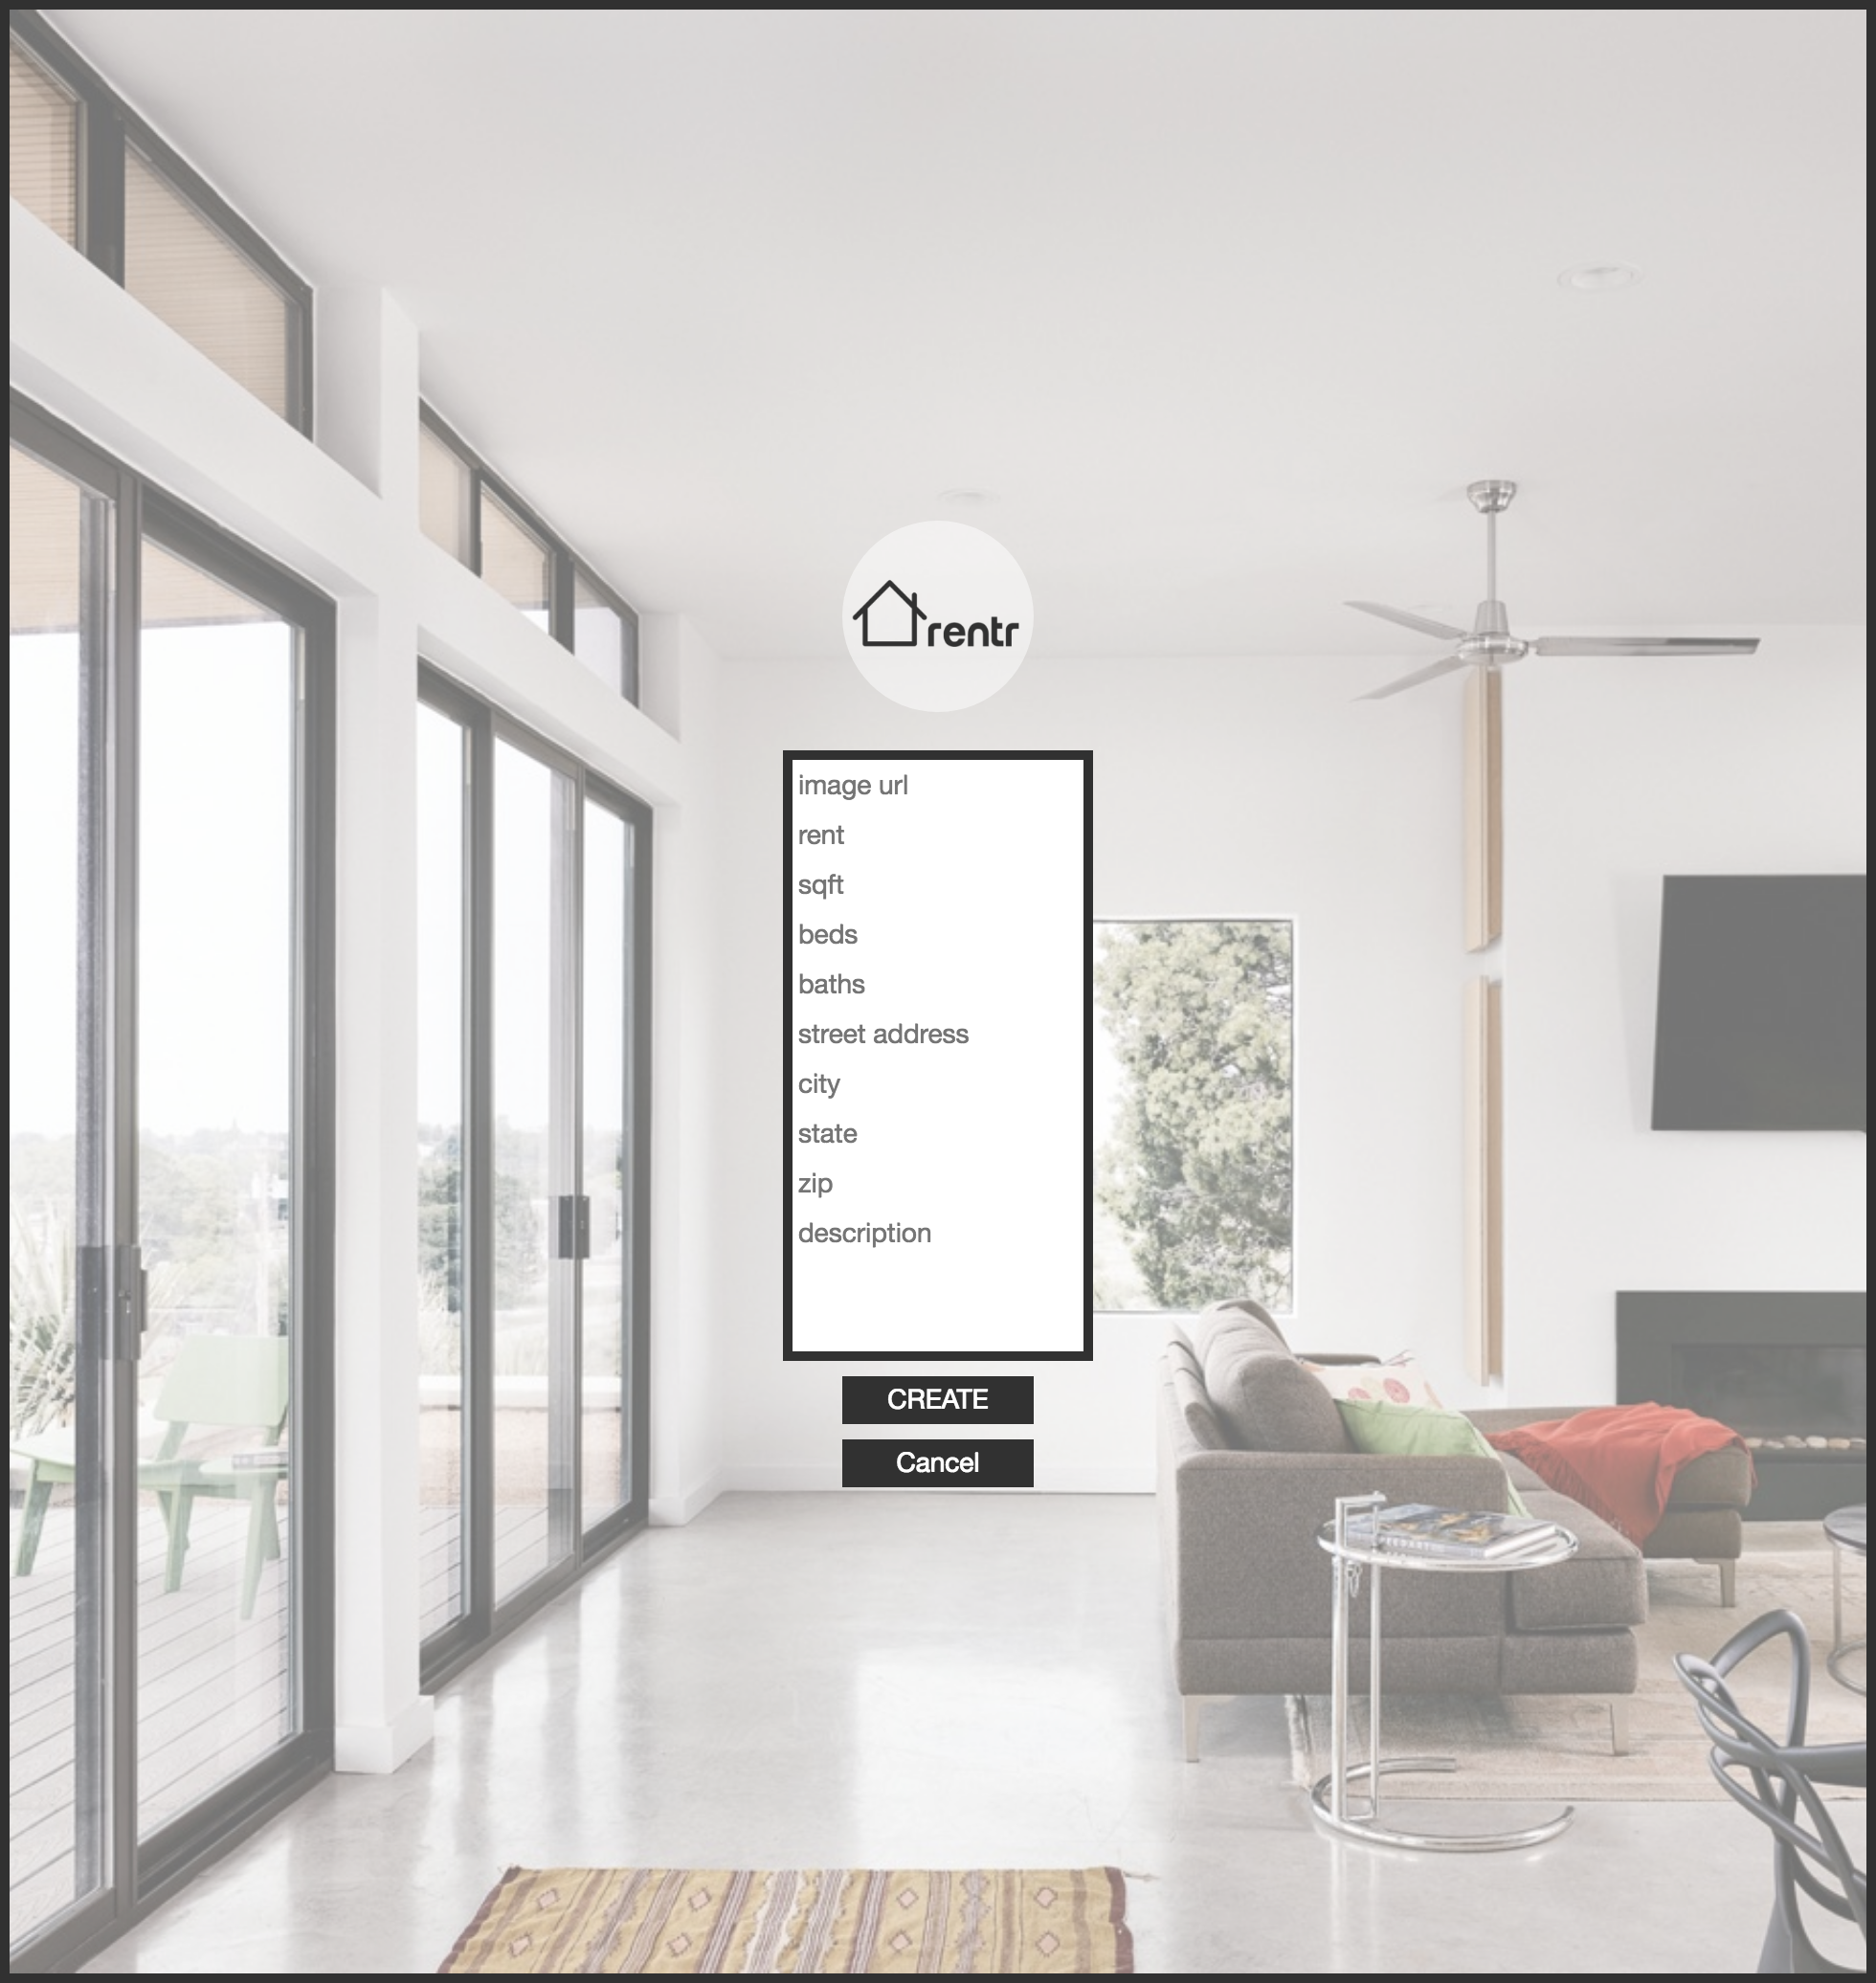 rentr
image url
rent
sqft
beds
baths
street address
city
state
zip
description
CREATE
Cancel